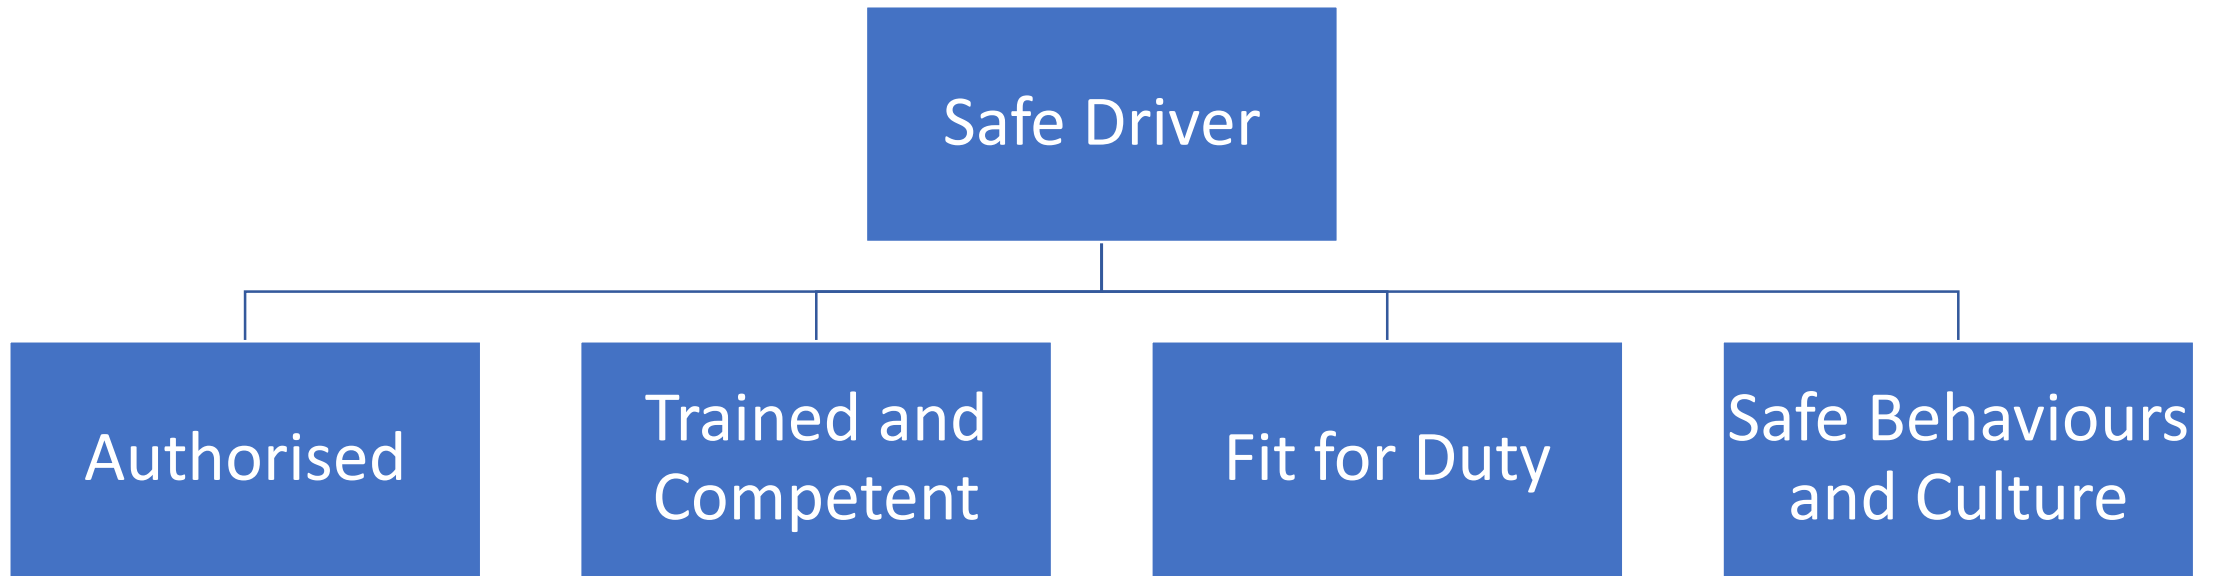 Safe Driver
Authorised
Trained and
Competent
Fit for Duty
Safe Behaviours
and Culture